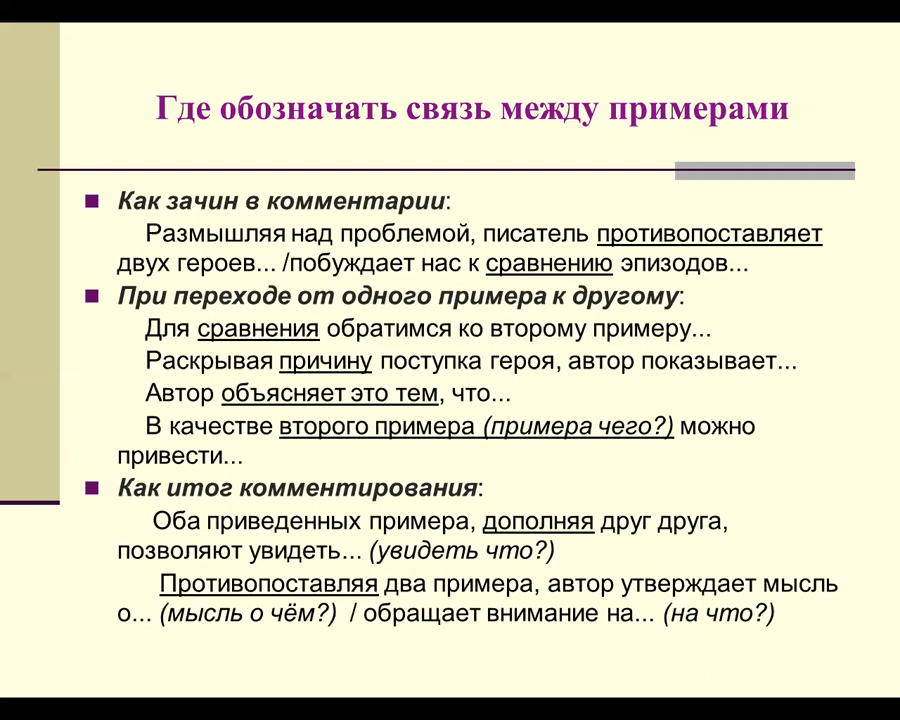 Где обозначать связь между примерами
Как зачин в комментарии:
Размышляя над проблемой, писатель противопоставляет
двух героев... /побуждает нас к сравнению эпизодов...
При переходе от одного примера к другому:
Для сравнения обратимся ко второму примеру...
Раскрывая причину поступка героя, автор показывает...
Автор объясняет это тем, что...
В качестве второго примера (примера чего?) можно
привести...
Как итог комментирования:
Оба приведенных примера, дополняя друг друга,
позволяют увидеть... (увидеть что?)
Противопоставляя два примера, автор утверждает мысль
о... (мысль о чём?) / обращает внимание на... (на что?)